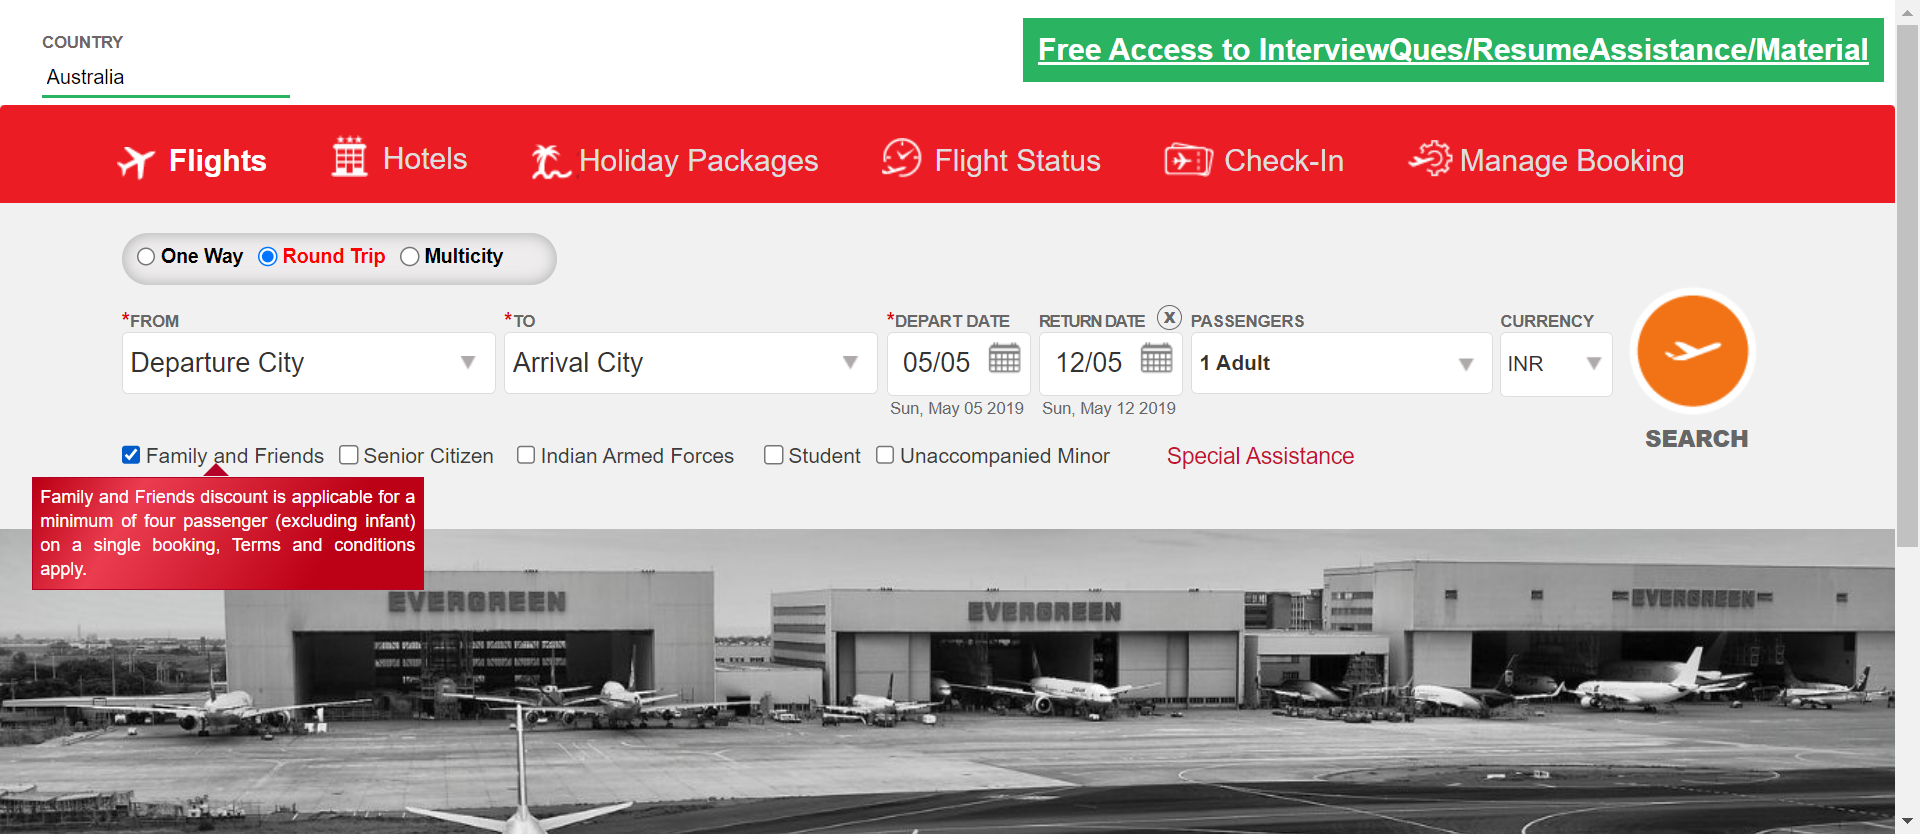 COUNTRY
Australia
Free Access to InterviewQues/ResumeAssistance/Material
Flights
Hotels
Holiday Packages
Flight Status
Check-In
Manage Booking
One Way
Round Trip
Multicity
*FROM
*TO
*DEPART DATE
RETURN DATE
X
PASSENGERS
CURRENCY
Departure City
Arrival City
05/05
12/05
1 Adult
INR
Sun, May 05 2019
Sun, May 12 2019
SEARCH
Family and Friends
Senior Citizen
Indian Armed Forces
Student
Unaccompanied Minor
Special Assistance
Family and Friends discount is applicable for a
minimum of four passenger (excluding infant)
on a single booking, Terms and conditions
apply.
EVERGREEN
EVERGREEN
EVERGREEN